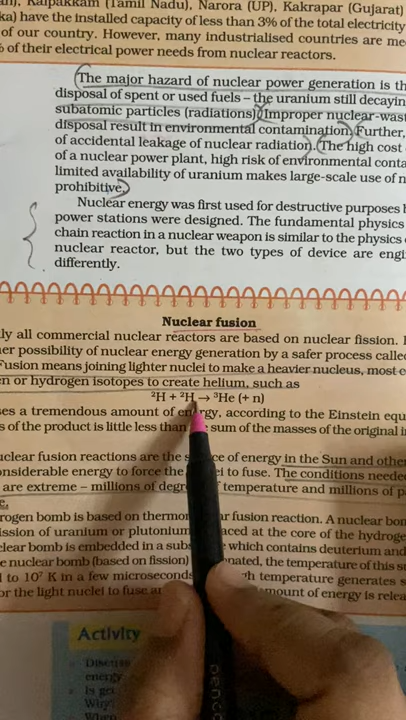 Kalpakkam (Tamil Nadu), Narora (UP), Kakrapar (Gujarat)
ka) have the installed capacity of less than 3% of the total electricity
of our country. However, many industrialised countries are me
of their electrical power needs from nuclear reactors.
The major hazard of nuclear power generation is th
disposal of spent or used fuels – the uranium still decayin
subatomic particles (radiations). Improper nuclear-wast
disposal result in environmental contamination. Further,
of accidental leakage of nuclear radiation. The high cost
of a nuclear power plant, high risk of environmental conta
limited availability of uranium makes large-scale use of n
prohibitive.
Nuclear energy was first used for destructive purposes
power stations were designed. The fundamental physics
chain reaction in a nuclear weapon is similar to the physics
nuclear reactor, but the two types of device are engi
differently.
Nuclear fusion
ly all commercial nuclear reactors are based on nuclear fission.
er possibility of nuclear energy generation by a safer process calle
Fusion means joining lighter nuclei to make a heavier nucleus, most c
en or hydrogen isotopes to create helium, such as
²H + ²H → ³He (+ n)
ses a tremendous amount of energy, according to the Einstein equ
s of the product is little less than sum of the masses of the original i
uclear fusion reactions are the ce of energy in the Sun and other
onsiderable energy to force the ei to fuse. The conditions neede
are extreme – millions of degr temperature and millions of p
e.
rogen bomb is based on thermon ar fusion reaction. A nuclear bom
ission of uranium or plutonium aced at the core of the hydroge
clear bomb is embedded in a subs which contains deuterium and
e nuclear bomb (based on fission) nated, the temperature of this s
to 10⁷ K in a few microseconds gh temperature generates s
or the light nuclei to fuse a mount of energy is relea
Activity
Discuss
energy
Is get
Why
When